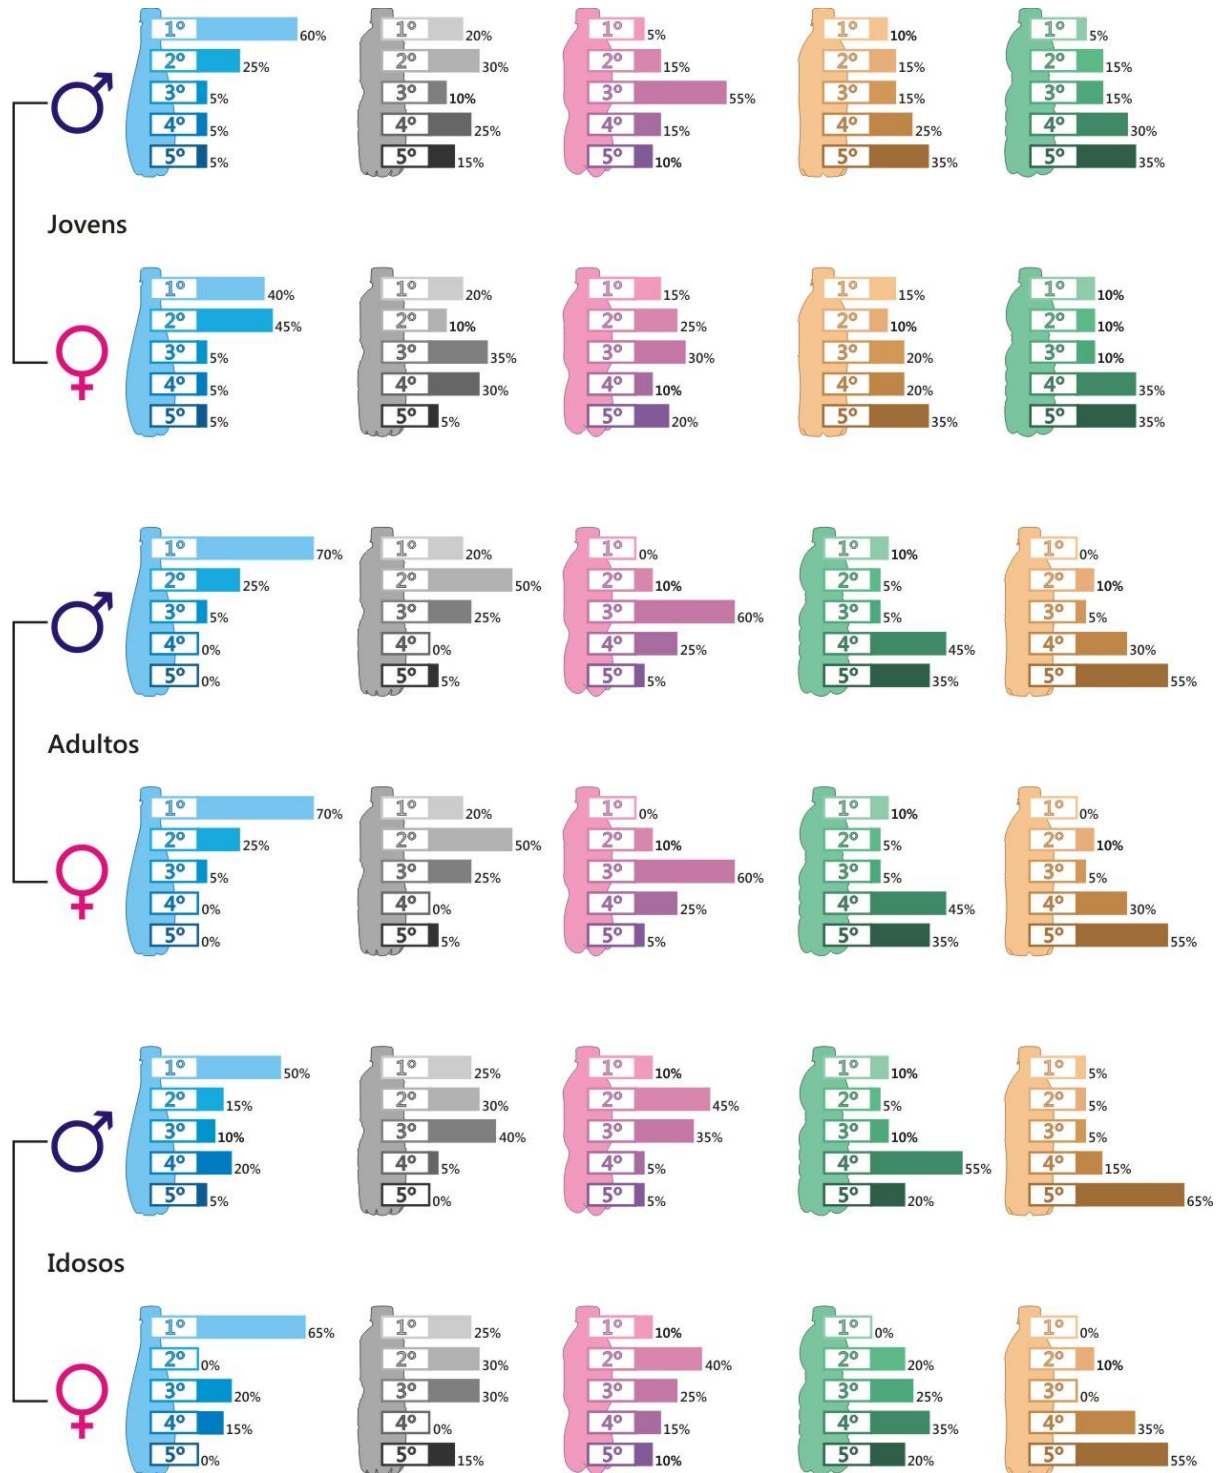 1º 60% 1º 20% 1º 5% 1º 10% 1º 5%
2º 25% 2º 30% 2º 15% 2º 15% 2º 15%
3º 5% 3º 10% 3º 55% 3º 15% 3º 15%
4º 5% 4º 25% 4º 15% 4º 25% 4º 30%
5º 5% 5º 15% 5º 10% 5º 35% 5º 35%
Jovens
1º 40% 1º 20% 1º 15% 1º 15% 1º 10%
2º 45% 2º 10% 2º 25% 2º 10% 2º 10%
3º 5% 3º 35% 3º 30% 3º 20% 3º 10%
4º 5% 4º 30% 4º 10% 4º 20% 4º 35%
5º 5% 5º 5% 5º 20% 5º 35% 5º 35%
1º 70% 1º 20% 1º 0% 1º 10% 1º 0%
2º 25% 2º 50% 2º 10% 2º 5% 2º 10%
3º 5% 3º 25% 3º 60% 3º 5% 3º 5%
4º 0% 4º 0% 4º 25% 4º 45% 4º 30%
5º 0% 5º 5% 5º 5% 5º 35% 5º 55%
Adultos
1º 70% 1º 20% 1º 0% 1º 10% 1º 0%
2º 25% 2º 50% 2º 10% 2º 5% 2º 10%
3º 5% 3º 25% 3º 60% 3º 5% 3º 5%
4º 0% 4º 0% 4º 25% 4º 45% 4º 30%
5º 0% 5º 5% 5º 5% 5º 35% 5º 55%
1º 50% 1º 25% 1º 10% 1º 10% 1º 5%
2º 15% 2º 30% 2º 45% 2º 5% 2º 5%
3º 10% 3º 40% 3º 35% 3º 10% 3º 5%
4º 20% 4º 5% 4º 5% 4º 55% 4º 15%
5º 5% 5º 0% 5º 5% 5º 20% 5º 65%
Idosos
1º 65% 1º 25% 1º 10% 1º 0% 1º 0%
2º 0% 2º 30% 2º 40% 2º 20% 2º 10%
3º 20% 3º 30% 3º 25% 3º 25% 3º 0%
4º 15% 4º 0% 4º 15% 4º 35% 4º 35%
5º 0% 5º 15% 5º 10% 5º 20% 5º 55%